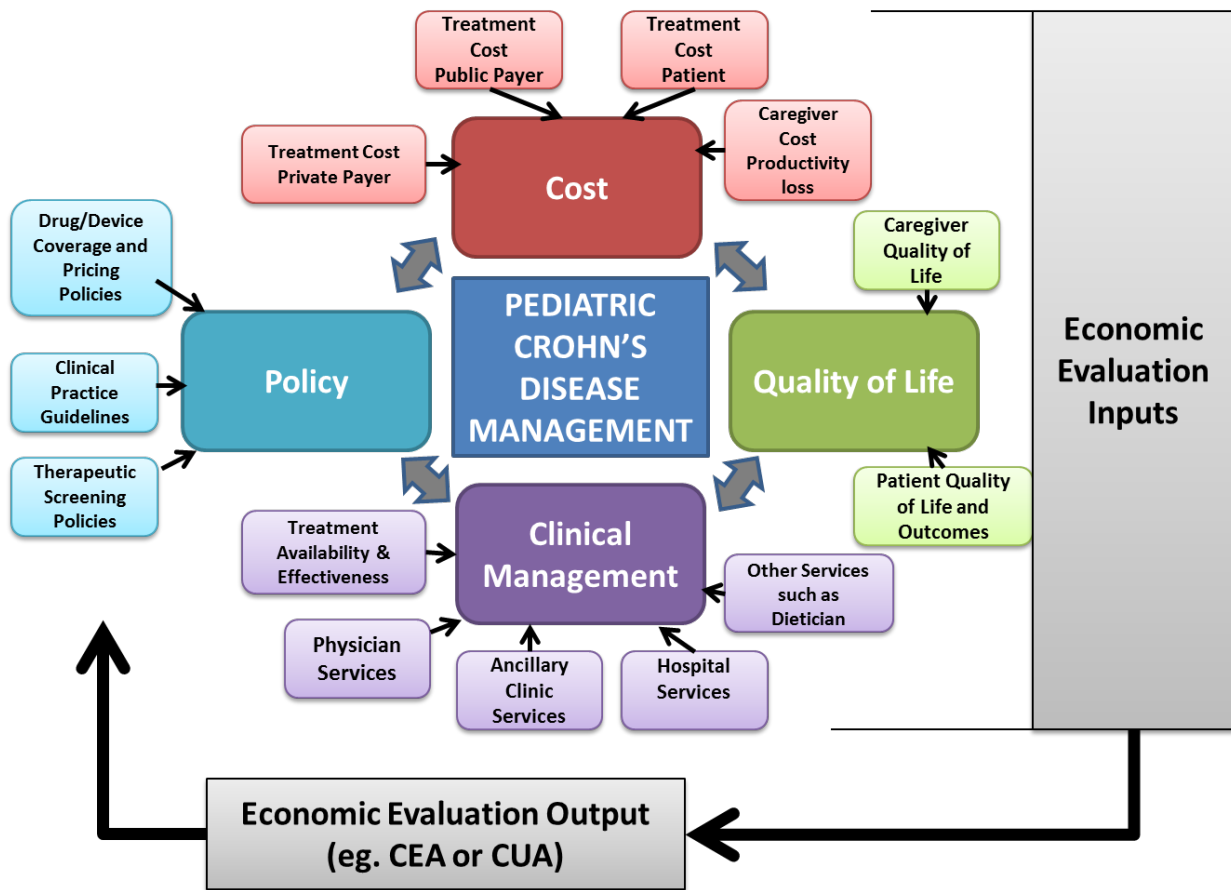 Treatment
Cost
Public Payer
Treatment
Cost
Patient
Treatment Cost
Private Payer
Cost
Caregiver
Cost
Productivity
loss
Drug/Device
Coverage and
Pricing
Policies
Caregiver
Quality of
Life
PEDIATRIC
CROHN’S
DISEASE
MANAGEMENT
Economic
Evaluation
Inputs
Clinical
Practice
Guidelines
Policy
Quality of Life
Therapeutic
Screening
Policies
Patient Quality
of Life and
Outcomes
Treatment
Availability &
Effectiveness
Clinical
Management
Other Services
such as
Dietician
Physician
Services
Ancillary
Clinic
Services
Hospital
Services
Economic Evaluation Output
(eg. CEA or CUA)